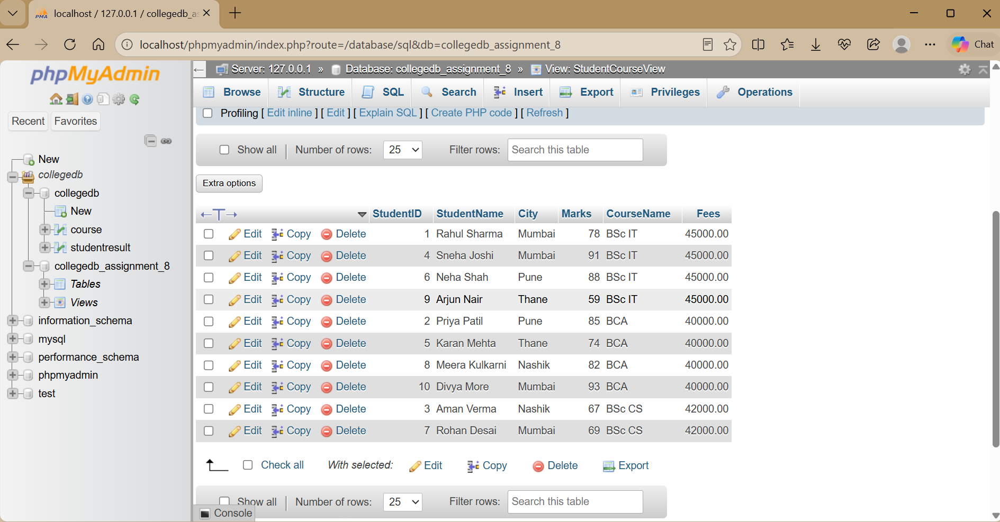 localhost / 127.0.0.1 / collegedb_as
localhost/phpmyadmin/index.php?route=/database/sql&db=collegedb_assignment_8
Chat
phpMyAdmin
Recent Favorites
New
collegedb
collegedb
New
course
studentresult
collegedb_assignment_8
Tables
Views
information_schema
mysql
performance_schema
phpmyadmin
test
Server: 127.0.0.1 » Database: collegedb_assignment_8 » View: StudentCourseView
Browse Structure SQL Search Insert Export Privileges Operations
Profiling [ Edit inline ] [ Edit ] [ Explain SQL ] [ Create PHP code ] [ Refresh ]
Show all Number of rows: 25 Filter rows: Search this table
Extra options
←T→ StudentID StudentName City Marks CourseName Fees
Edit Copy Delete 1 Rahul Sharma Mumbai 78 BSc IT 45000.00
Edit Copy Delete 4 Sneha Joshi Mumbai 91 BSc IT 45000.00
Edit Copy Delete 6 Neha Shah Pune 88 BSc IT 45000.00
Edit Copy Delete 9 Arjun Nair Thane 59 BSc IT 45000.00
Edit Copy Delete 2 Priya Patil Pune 85 BCA 40000.00
Edit Copy Delete 5 Karan Mehta Thane 74 BCA 40000.00
Edit Copy Delete 8 Meera Kulkarni Nashik 82 BCA 40000.00
Edit Copy Delete 10 Divya More Mumbai 93 BCA 40000.00
Edit Copy Delete 3 Aman Verma Nashik 67 BSc CS 42000.00
Edit Copy Delete 7 Rohan Desai Mumbai 69 BSc CS 42000.00
Check all With selected: Edit Copy Delete Export
Show all Number of rows: 25 Filter rows: Search this table
Console